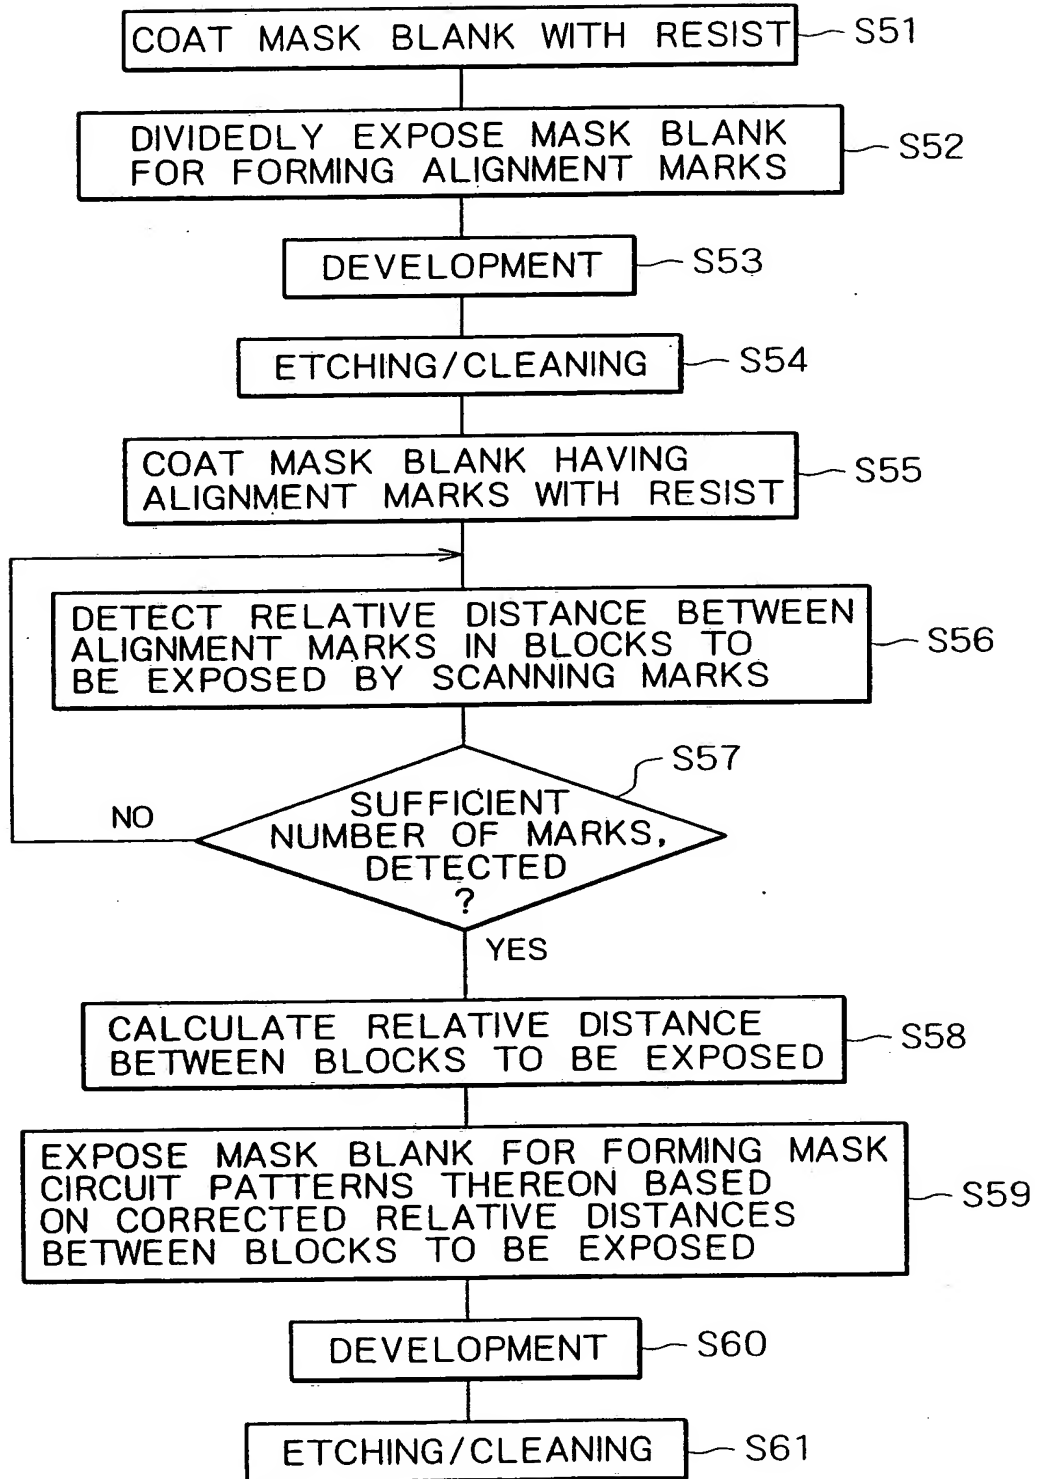 COAT MASK BLANK WITH RESIST
S51
DIVIDEDLY EXPOSE MASK BLANK
FOR FORMING ALIGNMENT MARKS
S52
DEVELOPMENT
S53
ETCHING/CLEANING
S54
COAT MASK BLANK HAVING
ALIGNMENT MARKS WITH RESIST
S55
DETECT RELATIVE DISTANCE BETWEEN
ALIGNMENT MARKS IN BLOCKS TO
BE EXPOSED BY SCANNING MARKS
S56
S57
SUFFICIENT
NUMBER OF MARKS,
DETECTED
?
NO
YES
CALCULATE RELATIVE DISTANCE
BETWEEN BLOCKS TO BE EXPOSED
S58
EXPOSE MASK BLANK FOR FORMING MASK
CIRCUIT PATTERNS THEREON BASED
ON CORRECTED RELATIVE DISTANCES
BETWEEN BLOCKS TO BE EXPOSED
S59
DEVELOPMENT
S60
ETCHING/CLEANING
S61